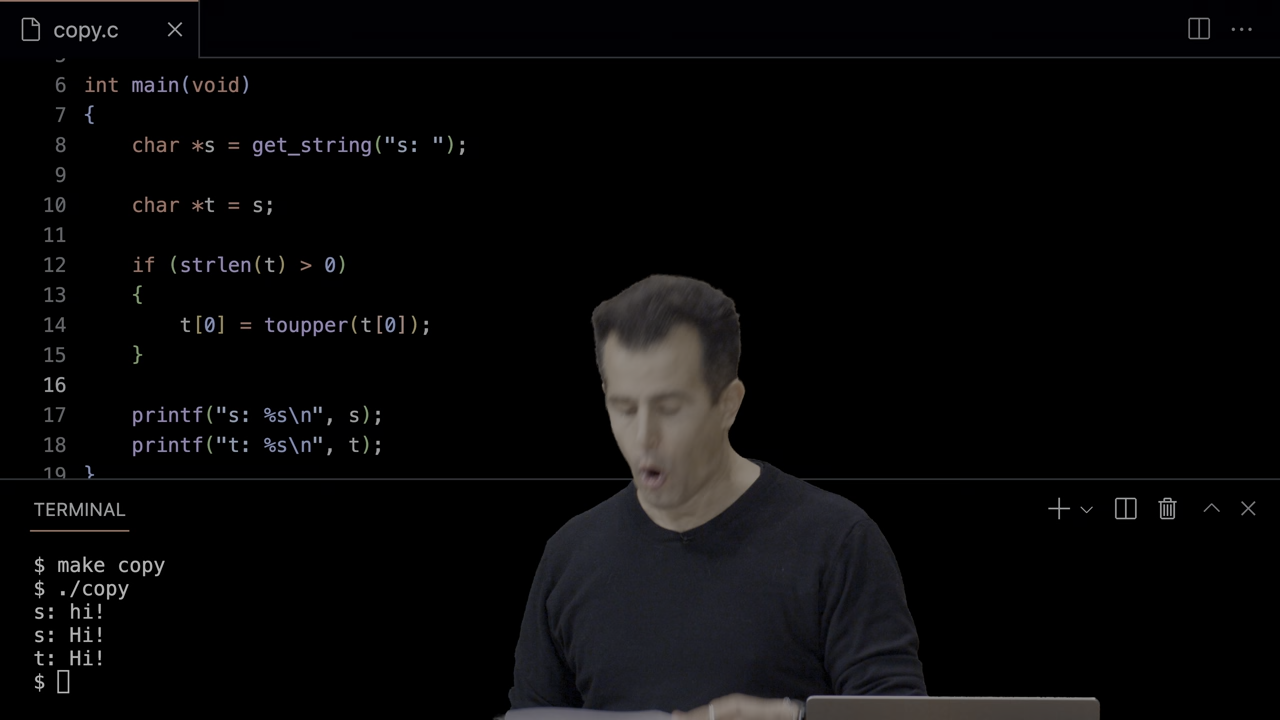 copy.c
6 int main(void)
7 {
8 char *s = get_string("s: ");
9
10 char *t = s;
11
12 if (strlen(t) > 0)
13 {
14 t[0] = toupper(t[0]);
15 }
16
17 printf("s: %s\n", s);
18 printf("t: %s\n", t);
19 }
TERMINAL
$ make copy
$ ./copy
s: hi!
s: Hi!
t: Hi!
$